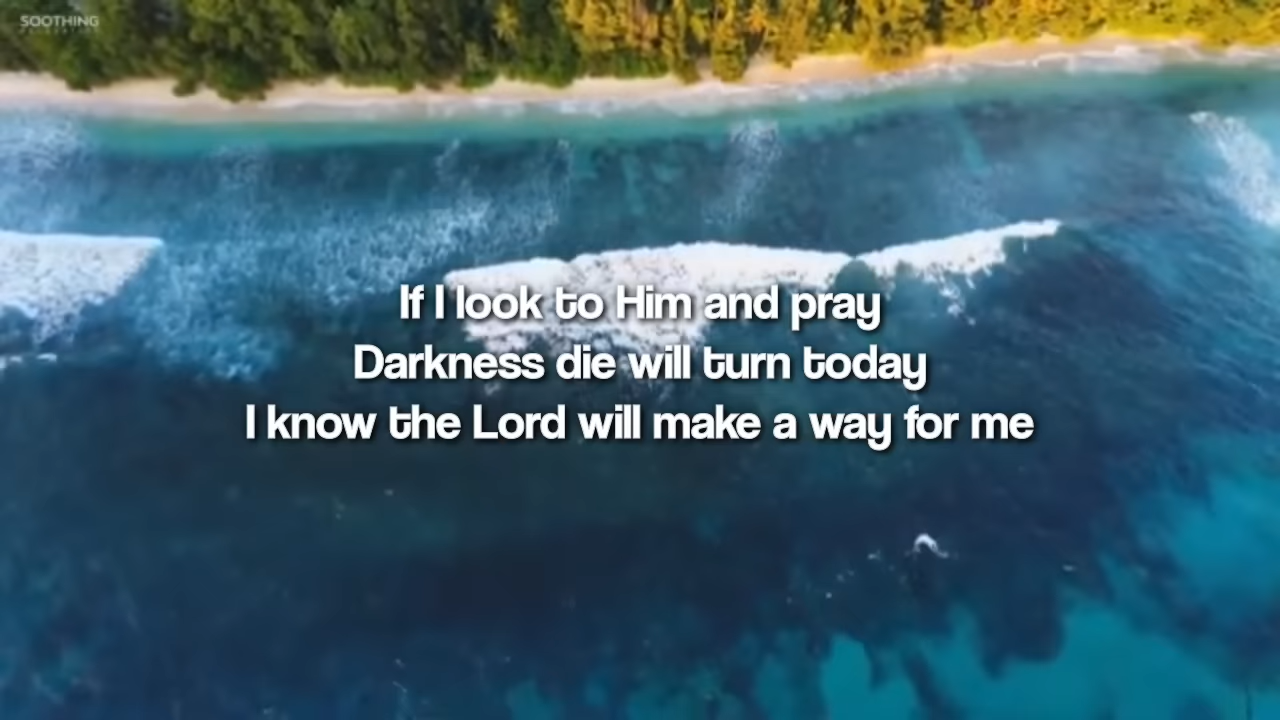 SOOTHING
If I look to Him and pray
Darkness die will turn today
I know the Lord will make a way for me